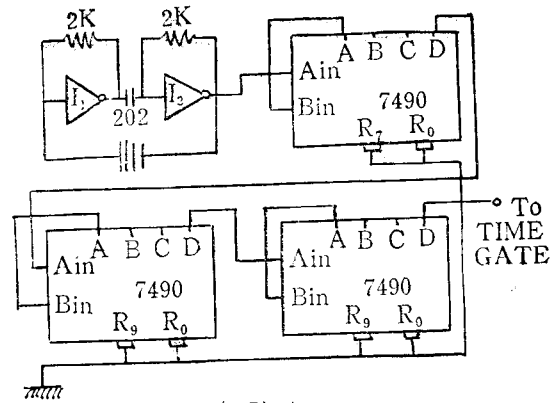 2K 2K
I₁ 202 I₂
A B C D
Ain
Bin 7490
R₇ R₀
A B C D
Ain
Bin 7490
R₉ R₀
A B C D
Ain
Bin 7490
R₉ R₀
To
TIME
GATE